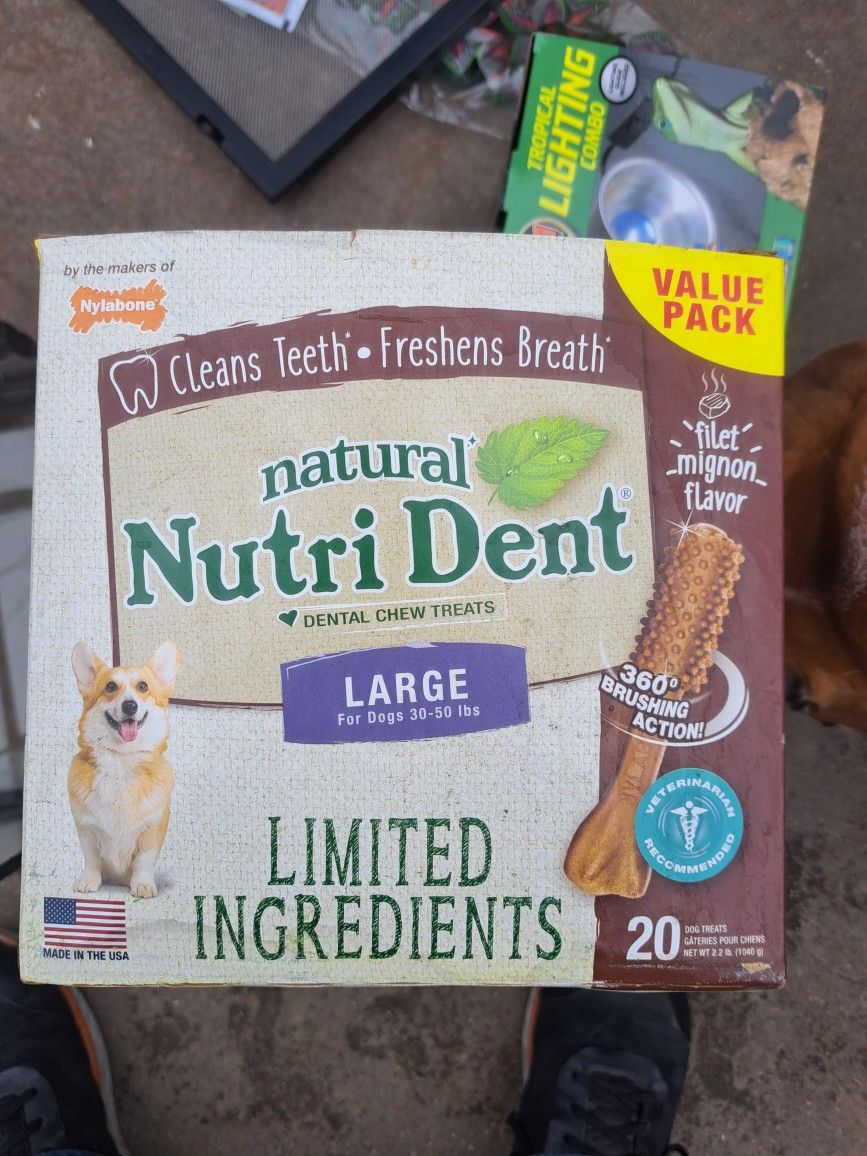 TROPICAL
LIGHTING
COMBO
by the makers of
Nylabone®
VALUE
PACK
Cleans Teeth* • Freshens Breath*
filet
mignon
flavor
natural
Nutri Dent®
DENTAL CHEW TREATS
LARGE
For Dogs 30-50 lbs
360°
BRUSHING
ACTION!
VETERINARIAN
RECOMMENDED
LIMITED
INGREDIENTS
MADE IN THE USA
20 DOG TREATS
GÂTERIES POUR CHIENS
NET WT 2.2 lb. (1040 g)